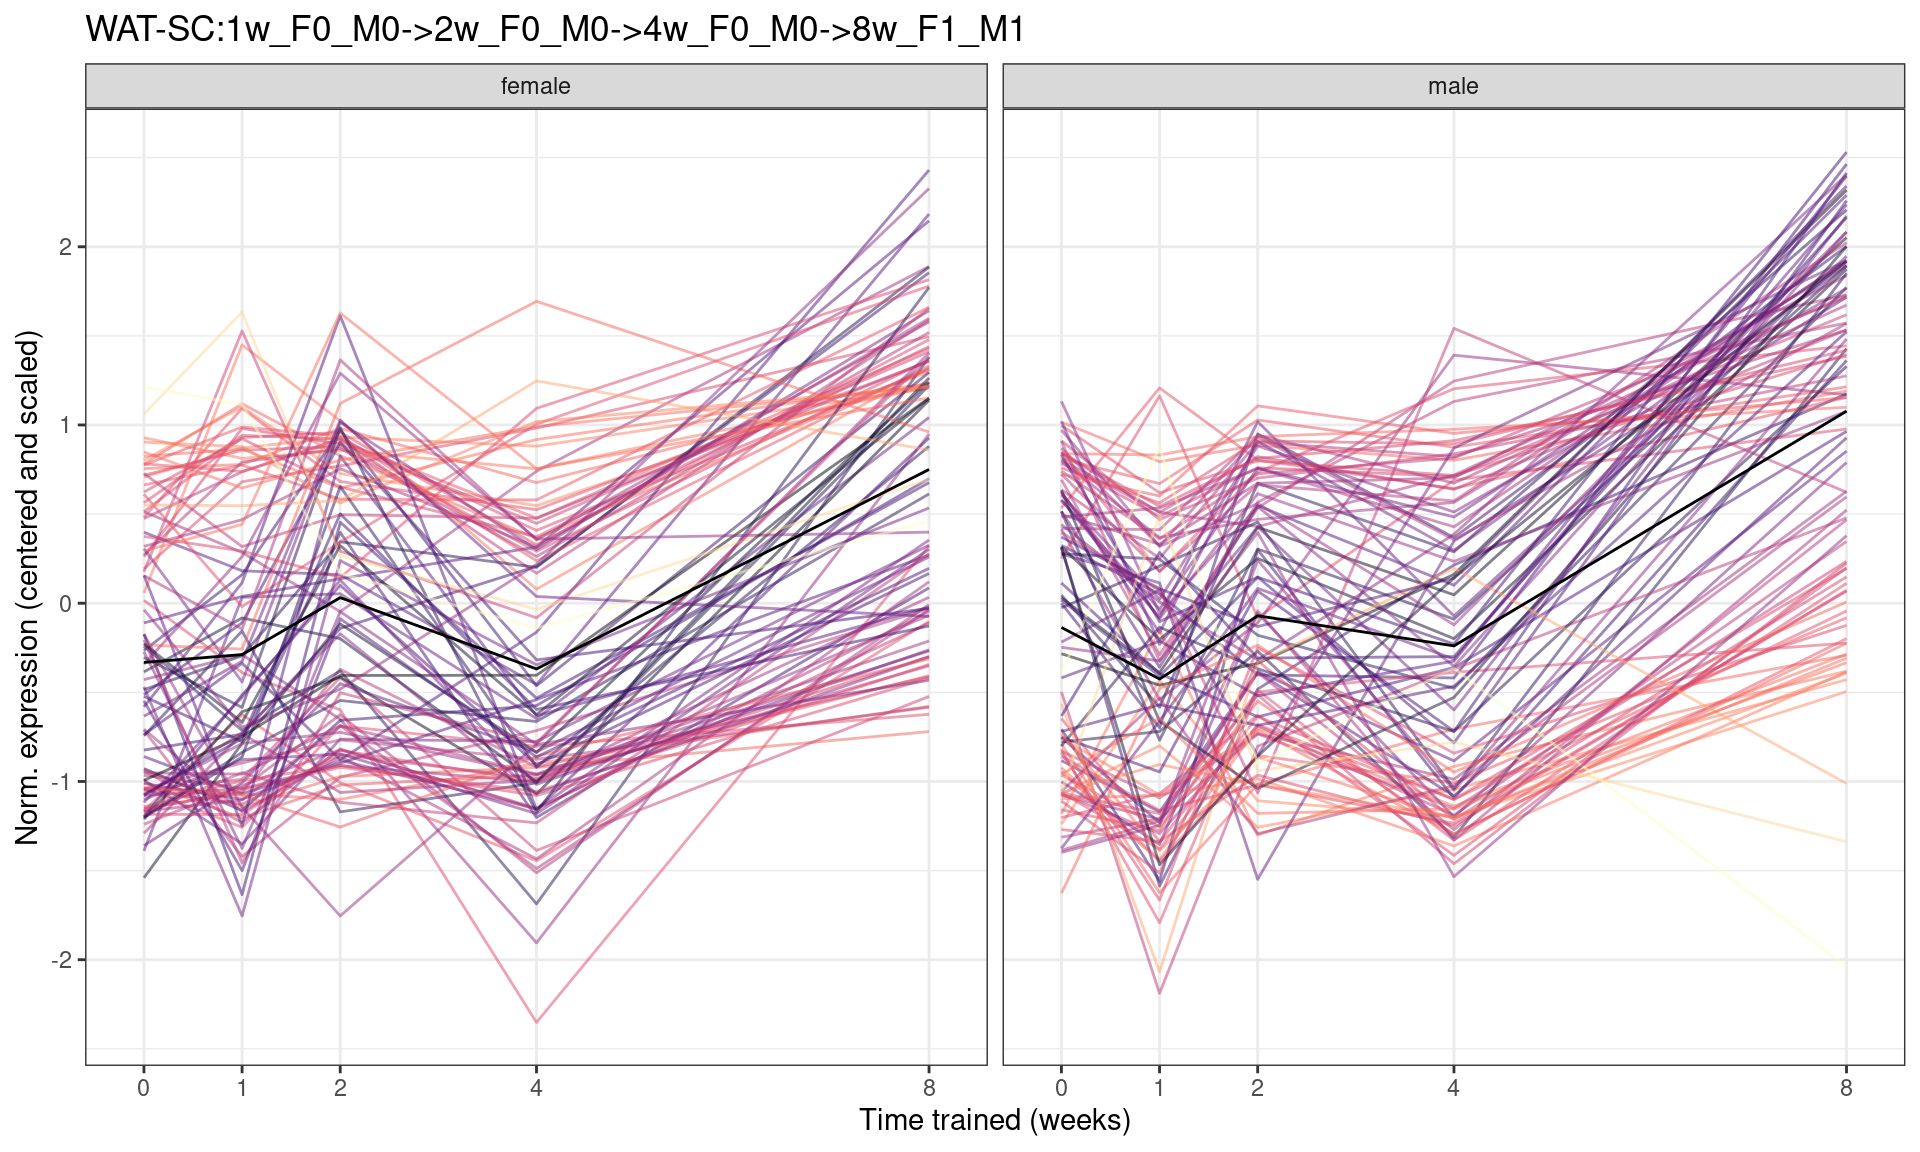 WAT-SC:1w_F0_M0->2w_F0_M0->4w_F0_M0->8w_F1_M1
female
male
Norm. expression (centered and scaled)
2
1
0
-1
-2
0 1 2 4 8
0 1 2 4 8
Time trained (weeks)